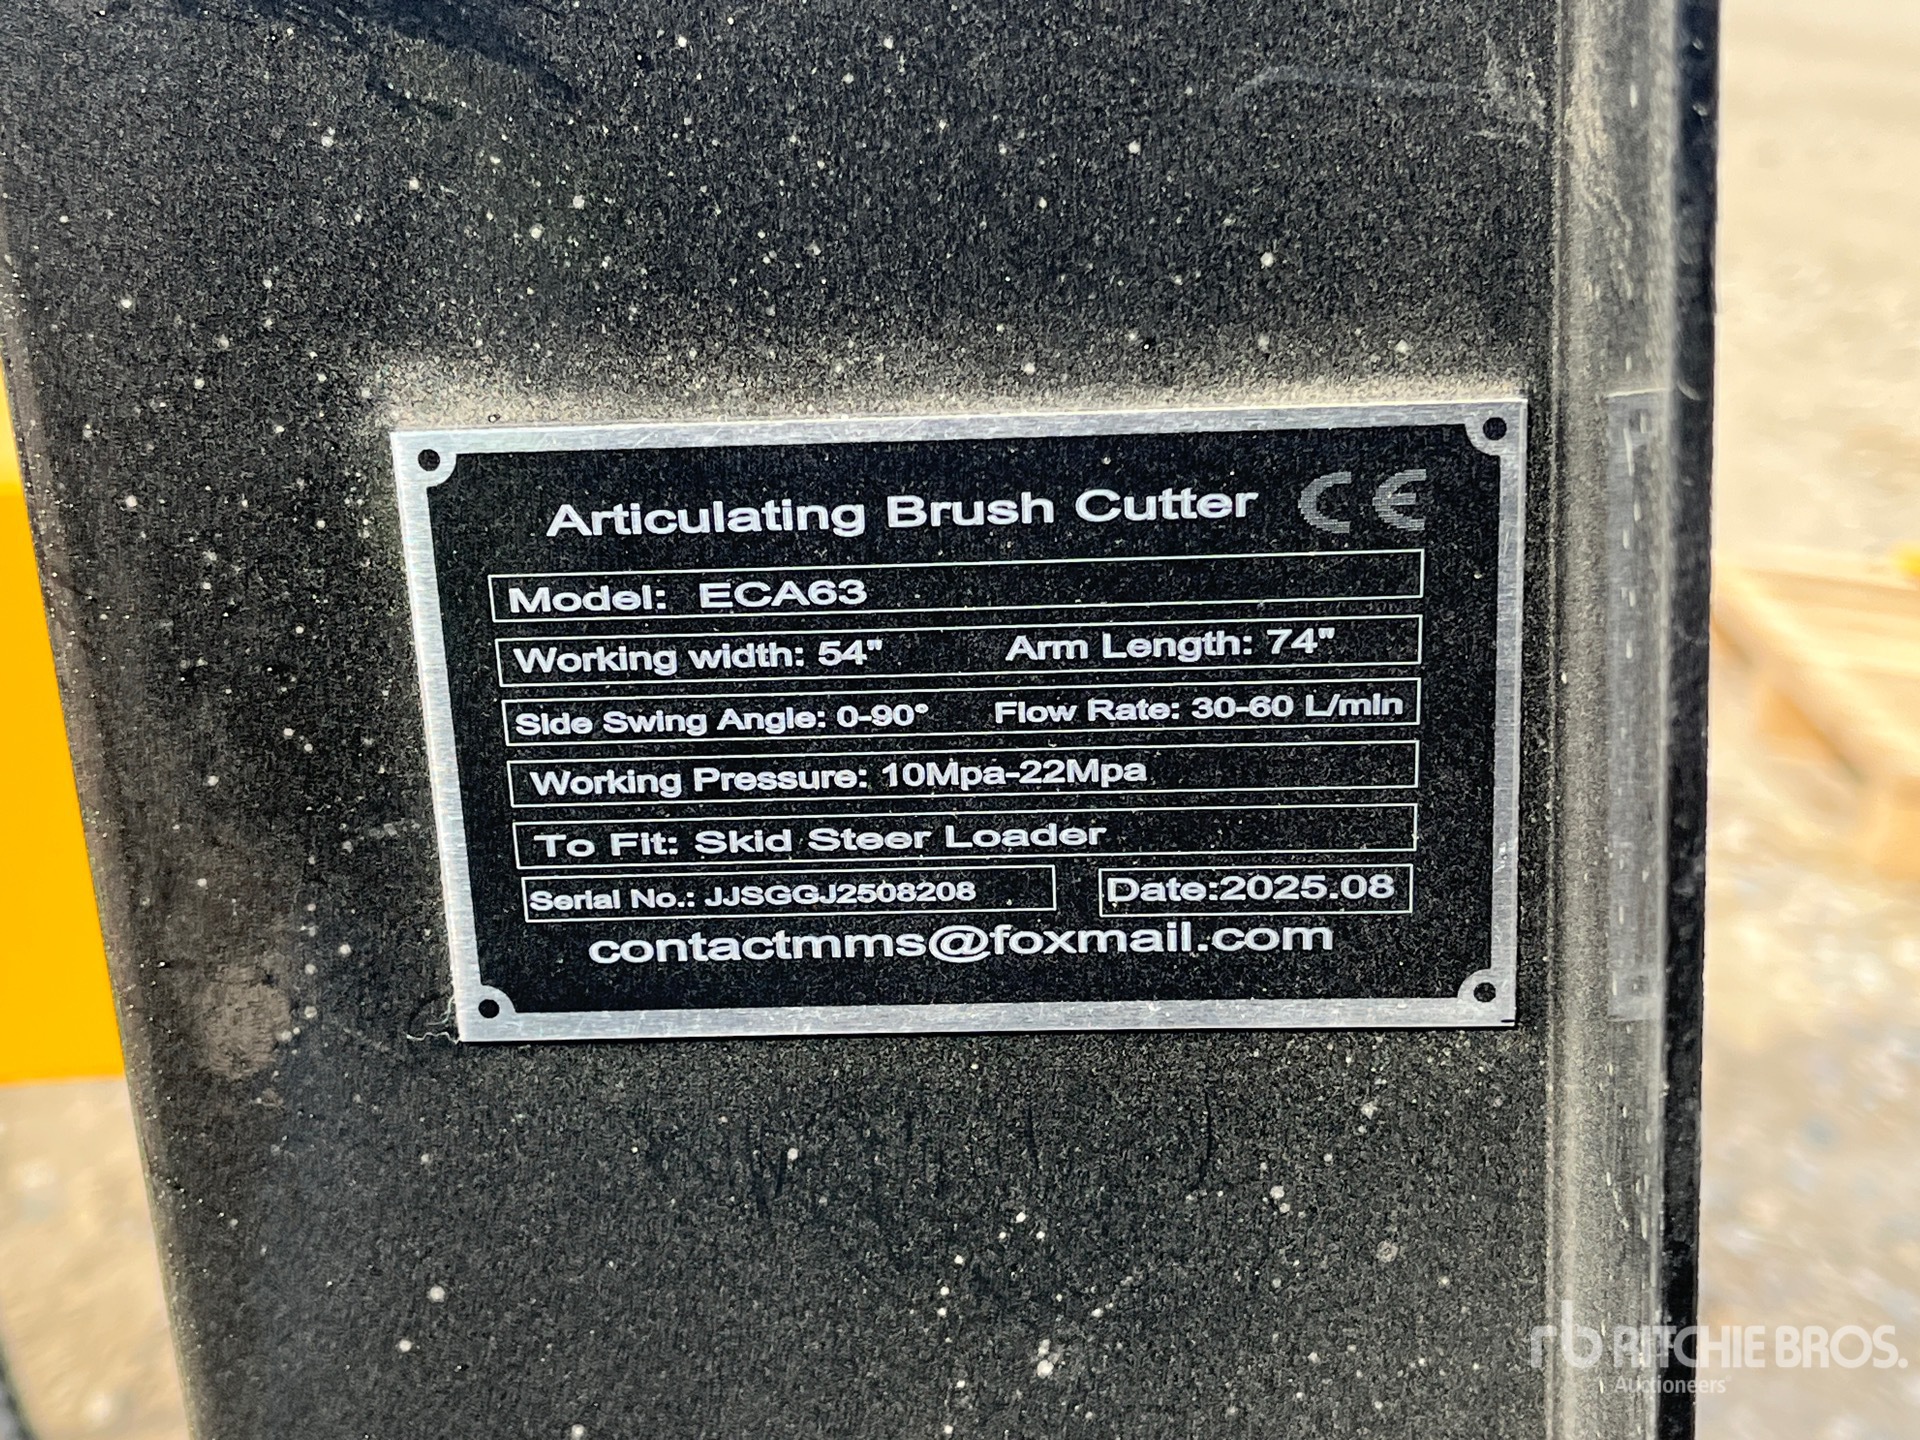 Articulating Brush Cutter CE
Model: ECA63
Working width: 54" Arm Length: 74"
Side Swing Angle: 0-90° Flow Rate: 30-60 L/min
Working Pressure: 10Mpa-22Mpa
To Fit: Skid Steer Loader
Serial No.: JJSGGJ2508208 Date:2025.08
contactmms@foxmail.com
rb RITCHIE BROS.
Auctioneers